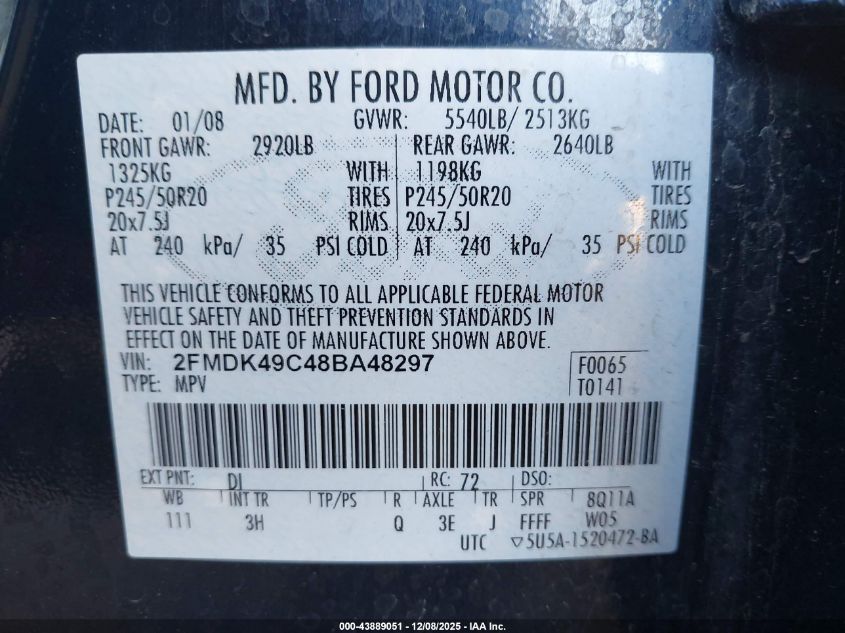 MFD. BY FORD MOTOR CO.
DATE: 01/08 GVWR: 5540LB/ 2513KG
FRONT GAWR: 2920LB REAR GAWR: 2640LB
1325KG WITH 1198KG WITH
P245/50R20 TIRES P245/50R20 TIRES
20x7.5J RIMS 20x7.5J RIMS
AT 240 kPa/ 35 PSI COLD AT 240 kPa/ 35 PSI COLD
THIS VEHICLE CONFORMS TO ALL APPLICABLE FEDERAL MOTOR
VEHICLE SAFETY AND THEFT PREVENTION STANDARDS IN
EFFECT ON THE DATE OF MANUFACTURE SHOWN ABOVE.
VIN: 2FMDK49C48BA48297 F0065
TYPE: MPV T0141
EXT PNT: DI RC: 72 DSO:
WB INT TR TP/PS R AXLE TR SPR 8Q11A
111 3H Q 3E J FFFF W05
UTC ▽5U5A-1520472-BA
000-43889051 - 12/08/2025 - IAA Inc.